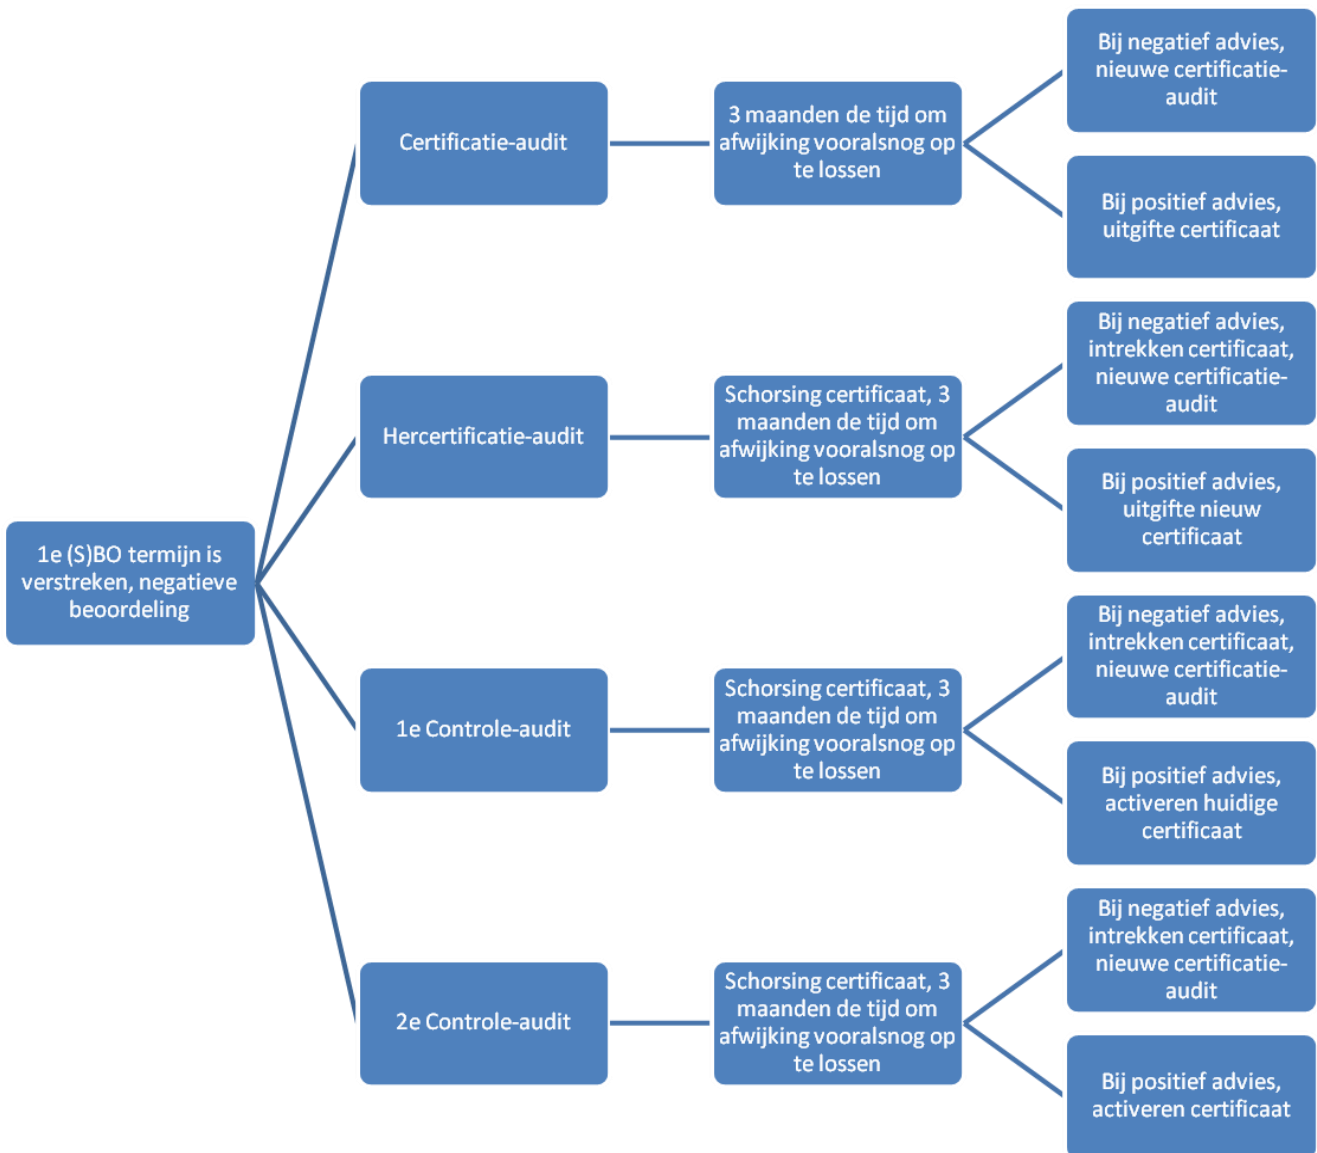 1e (S)BO termijn is
verstreken, negatieve
beoordeling
Certificatie-audit
3 maanden de tijd om
afwijking vooralsnog op
te lossen
Bij negatief advies,
nieuwe certificatie-
audit
Bij positief advies,
uitgifte certificaat
Hercertificatie-audit
Schorsing certificaat, 3
maanden de tijd om
afwijking vooralsnog op
te lossen
Bij negatief advies,
intrekken certificaat,
nieuwe certificatie-
audit
Bij positief advies,
uitgifte nieuw
certificaat
1e Controle-audit
Schorsing certificaat, 3
maanden de tijd om
afwijking vooralsnog op
te lossen
Bij negatief advies,
intrekken certificaat,
nieuwe certificatie-
audit
Bij positief advies,
activeren huidige
certificaat
2e Controle-audit
Schorsing certificaat, 3
maanden de tijd om
afwijking vooralsnog op
te lossen
Bij negatief advies,
intrekken certificaat,
nieuwe certificatie-
audit
Bij positief advies,
activeren certificaat